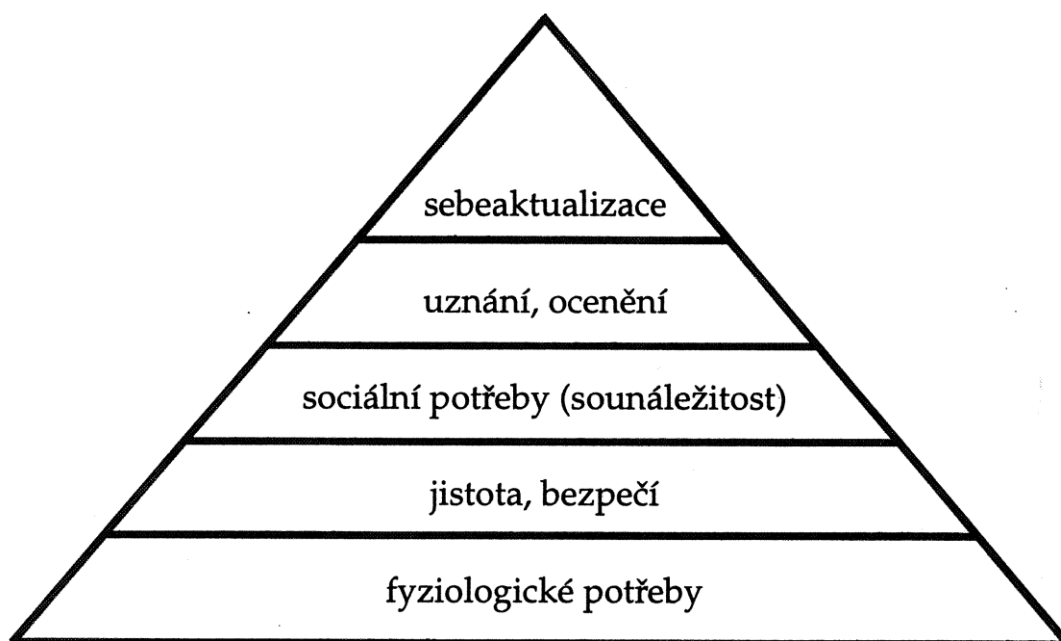 sebeaktualizace
uznání, ocenění
sociální potřeby (sounáležitost)
jistota, bezpečí
fyziologické potřeby